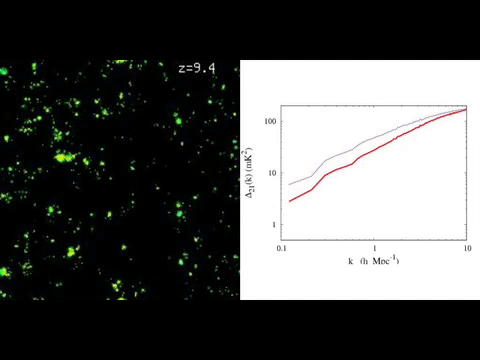 z=9.4
Δ21(k) (mK2)
100
10
1
0.1 1 10
k (h Mpc-1)